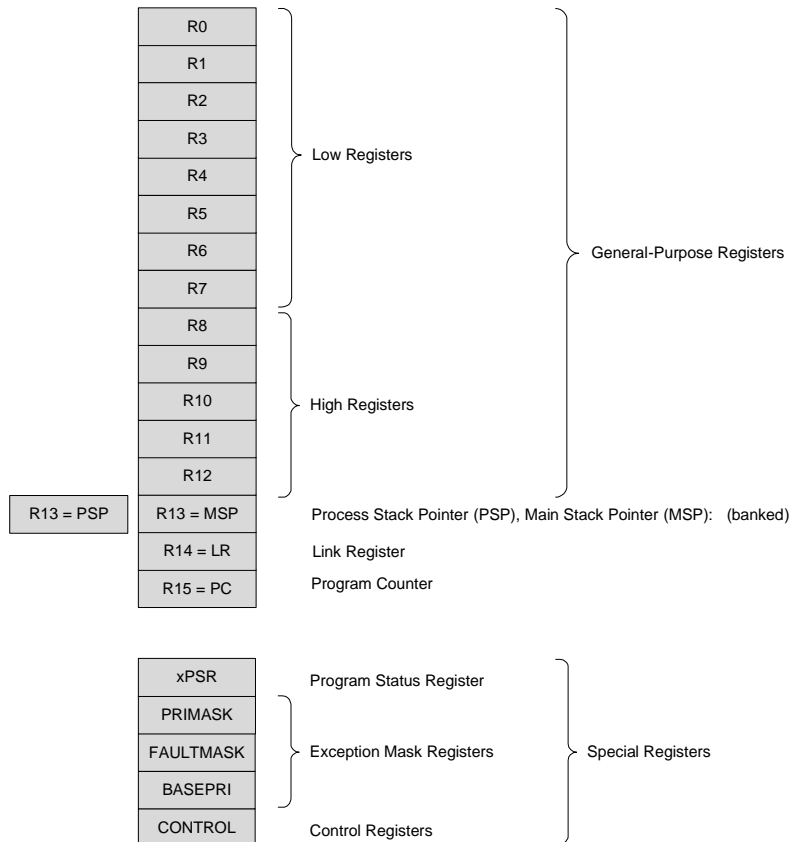 R0
R1
R2
R3
R4
R5
R6
R7
Low Registers
R8
R9
R10
R11
R12
High Registers
General-Purpose Registers
R13 = PSP
R13 = MSP
Process Stack Pointer (PSP), Main Stack Pointer (MSP): (banked)
R14 = LR
Link Register
R15 = PC
Program Counter
xPSR
Program Status Register
PRIMASK
FAULTMASK
BASEPRI
Exception Mask Registers
CONTROL
Control Registers
Special Registers